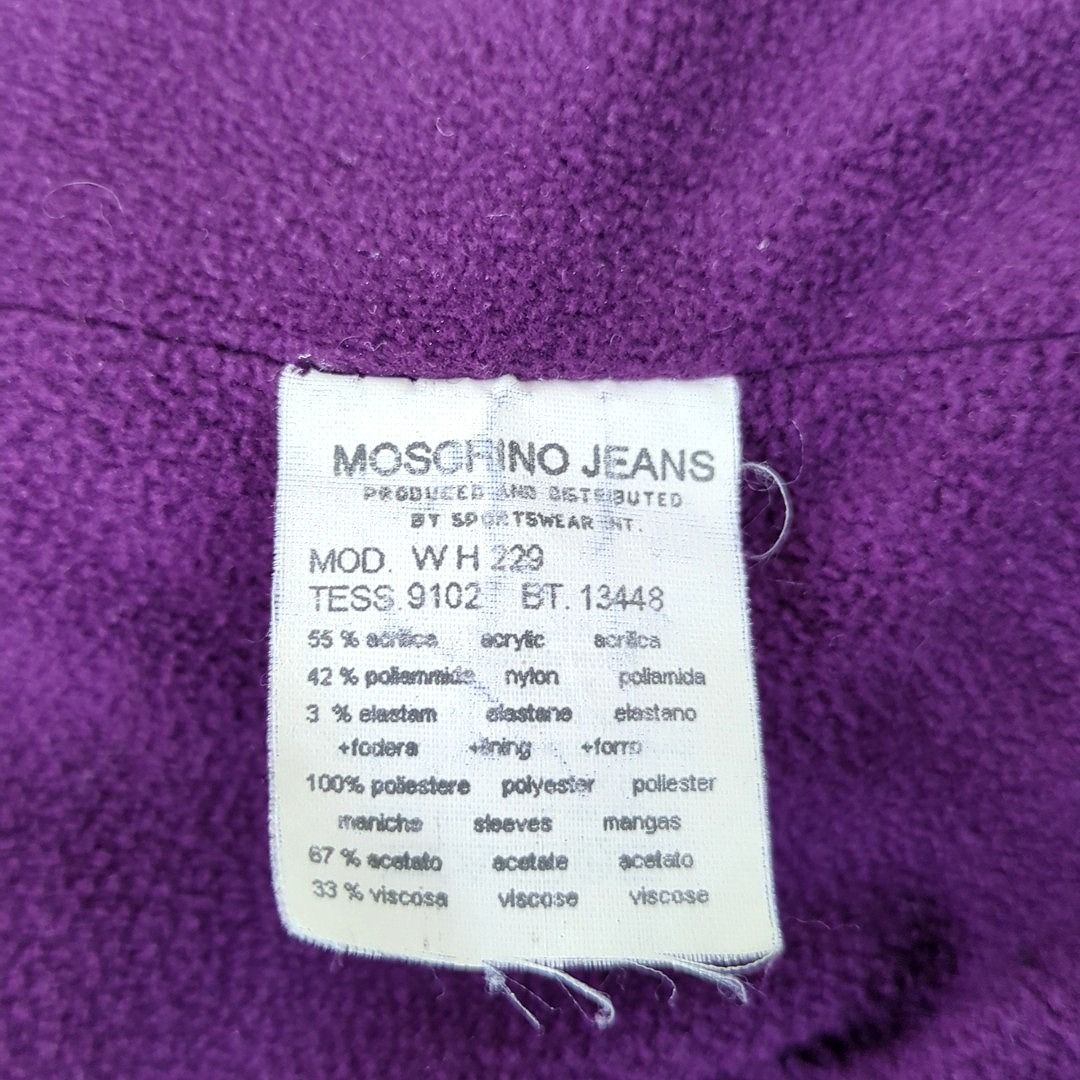 MOSCHINO JEANS
PRODUCED AND DISTRIBUTED
BY SPORTSWEAR INT.
MOD. WH 229
TESS. 9102 BT. 13448
55 % acrilica acrylic acrilica
42 % poliammida nylon poliamida
3 % elastam elastane elastano
+fodera +lining +forro
100% poliestere polyester poliester
maniche sleeves mangas
67 % acetato acetate acetato
33 % viscosa viscose viscose